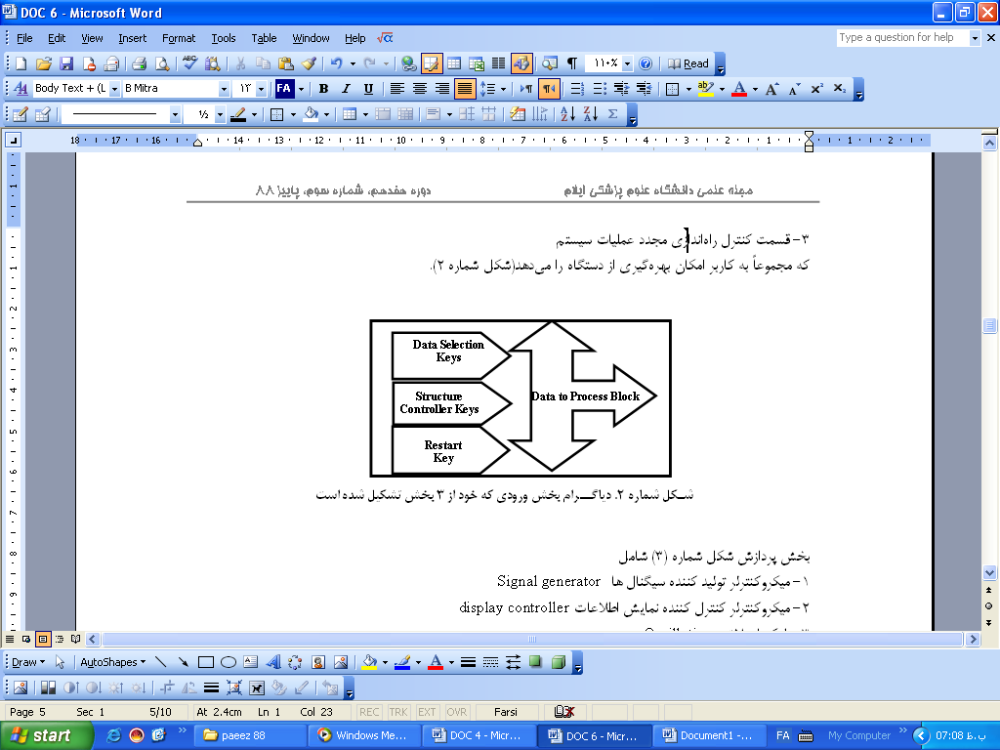 DOC 6 - Microsoft Word
File Edit View Insert Format Tools Table Window Help
Type a question for help
۱۱۰% Read
Body Text + (L B Mitra ۱۲ FA B I U
½
18 17 16 14 13 12 11 10 9 8 7 6 5 4 3 2 1 1 2
مجله علمی دانشگاه علوم پزشکی ایلام دوره هفدهم، شماره سوم، پاییز ۸۸
۳- قسمت کنترل راه‌اندازی مجدد عملیات سیستم
که مجموعاً به کاربر امکان بهره‌گیری از دستگاه را می‌دهد(شکل شماره ۲).
Data Selection
Keys
Structure
Controller Keys
Restart
Key
Data to Process Block
شـکل شماره ۲. دیاگـــرام بخش ورودی که خود از ۳ بخش تشکیل شده است
بخش پردازش شکل شماره (۳) شامل
۱- میکروکنترلر تولید کننده سیگنال ها Signal generator
۲- میکروکنترلر کنترل کننده نمایش اطلاعات display controller
Draw AutoShapes
Page 5 Sec 1 5/10 At 2.4cm Ln 1 Col 23 REC TRK EXT OVR Farsi
start paeez 88 Windows Me... DOC 4 - Micr... DOC 6 - Micr... Document1 -... FA My Computer 07:08 ب.ظ